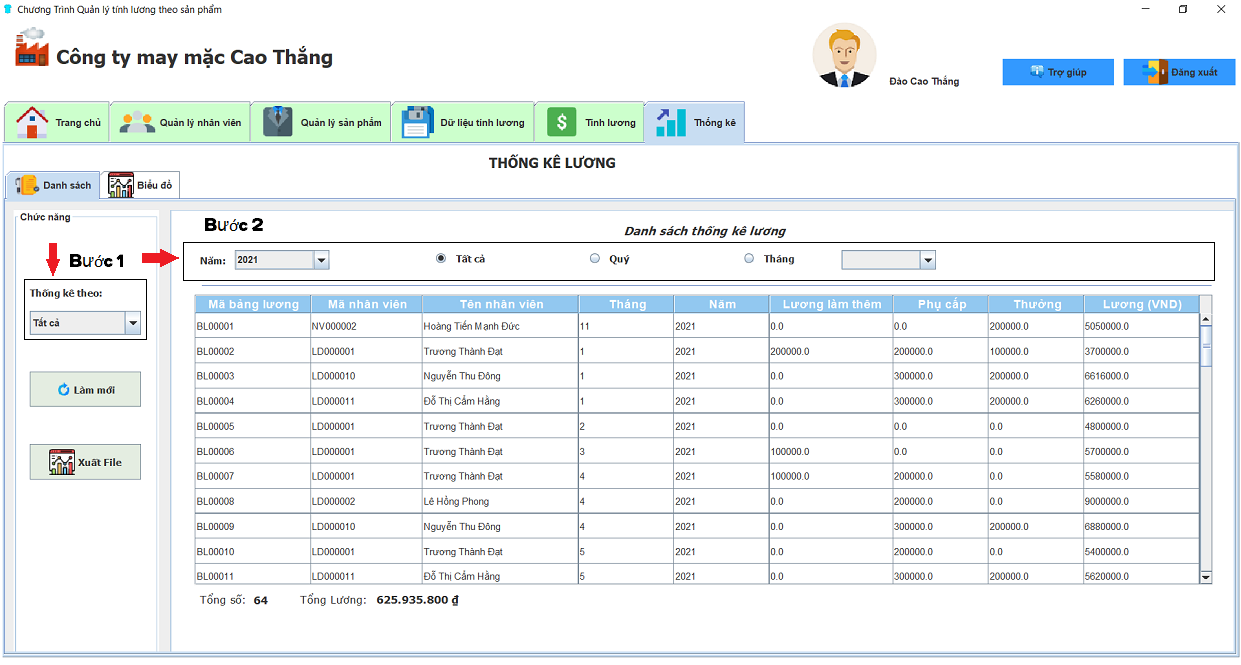 Chương Trình Quản lý tính lương theo sản phẩm
Công ty may mặc Cao Thắng
Đào Cao Thắng
Trợ giúp
Đăng xuất
Trang chủ
Quản lý nhân viên
Quản lý sản phẩm
Dữ liệu tính lương
Tính lương
Thống kê
THỐNG KÊ LƯƠNG
Danh sách
Biểu đồ
Chức năng
Bước 1
Thống kê theo:
Tất cả
Làm mới
Xuất File
Bước 2
Danh sách thống kê lương
Năm: 2021 Tất cả Quý Tháng
Mã bảng lương Mã nhân viên Tên nhân viên Tháng Năm Lương làm thêm Phụ cấp Thưởng Lương (VND)
BL00001 NV000002 Hoàng Tiến Mạnh Đức 11 2021 0.0 0.0 200000.0 5050000.0
BL00002 LD000001 Trương Thành Đạt 1 2021 200000.0 200000.0 100000.0 3700000.0
BL00003 LD000010 Nguyễn Thu Đông 1 2021 0.0 300000.0 200000.0 6616000.0
BL00004 LD000011 Đỗ Thị Cẩm Hằng 1 2021 0.0 300000.0 200000.0 6260000.0
BL00005 LD000001 Trương Thành Đạt 2 2021 0.0 0.0 0.0 4800000.0
BL00006 LD000001 Trương Thành Đạt 3 2021 100000.0 0.0 0.0 5700000.0
BL00007 LD000001 Trương Thành Đạt 4 2021 100000.0 200000.0 0.0 5580000.0
BL00008 LD000002 Lê Hồng Phong 4 2021 0.0 200000.0 0.0 9000000.0
BL00009 LD000010 Nguyễn Thu Đông 4 2021 0.0 300000.0 200000.0 6880000.0
BL00010 LD000001 Trương Thành Đạt 5 2021 0.0 200000.0 0.0 5400000.0
BL00011 LD000011 Đỗ Thị Cẩm Hằng 5 2021 0.0 300000.0 200000.0 5620000.0
Tổng số: 64 Tổng Lương: 625.935.800 ₫